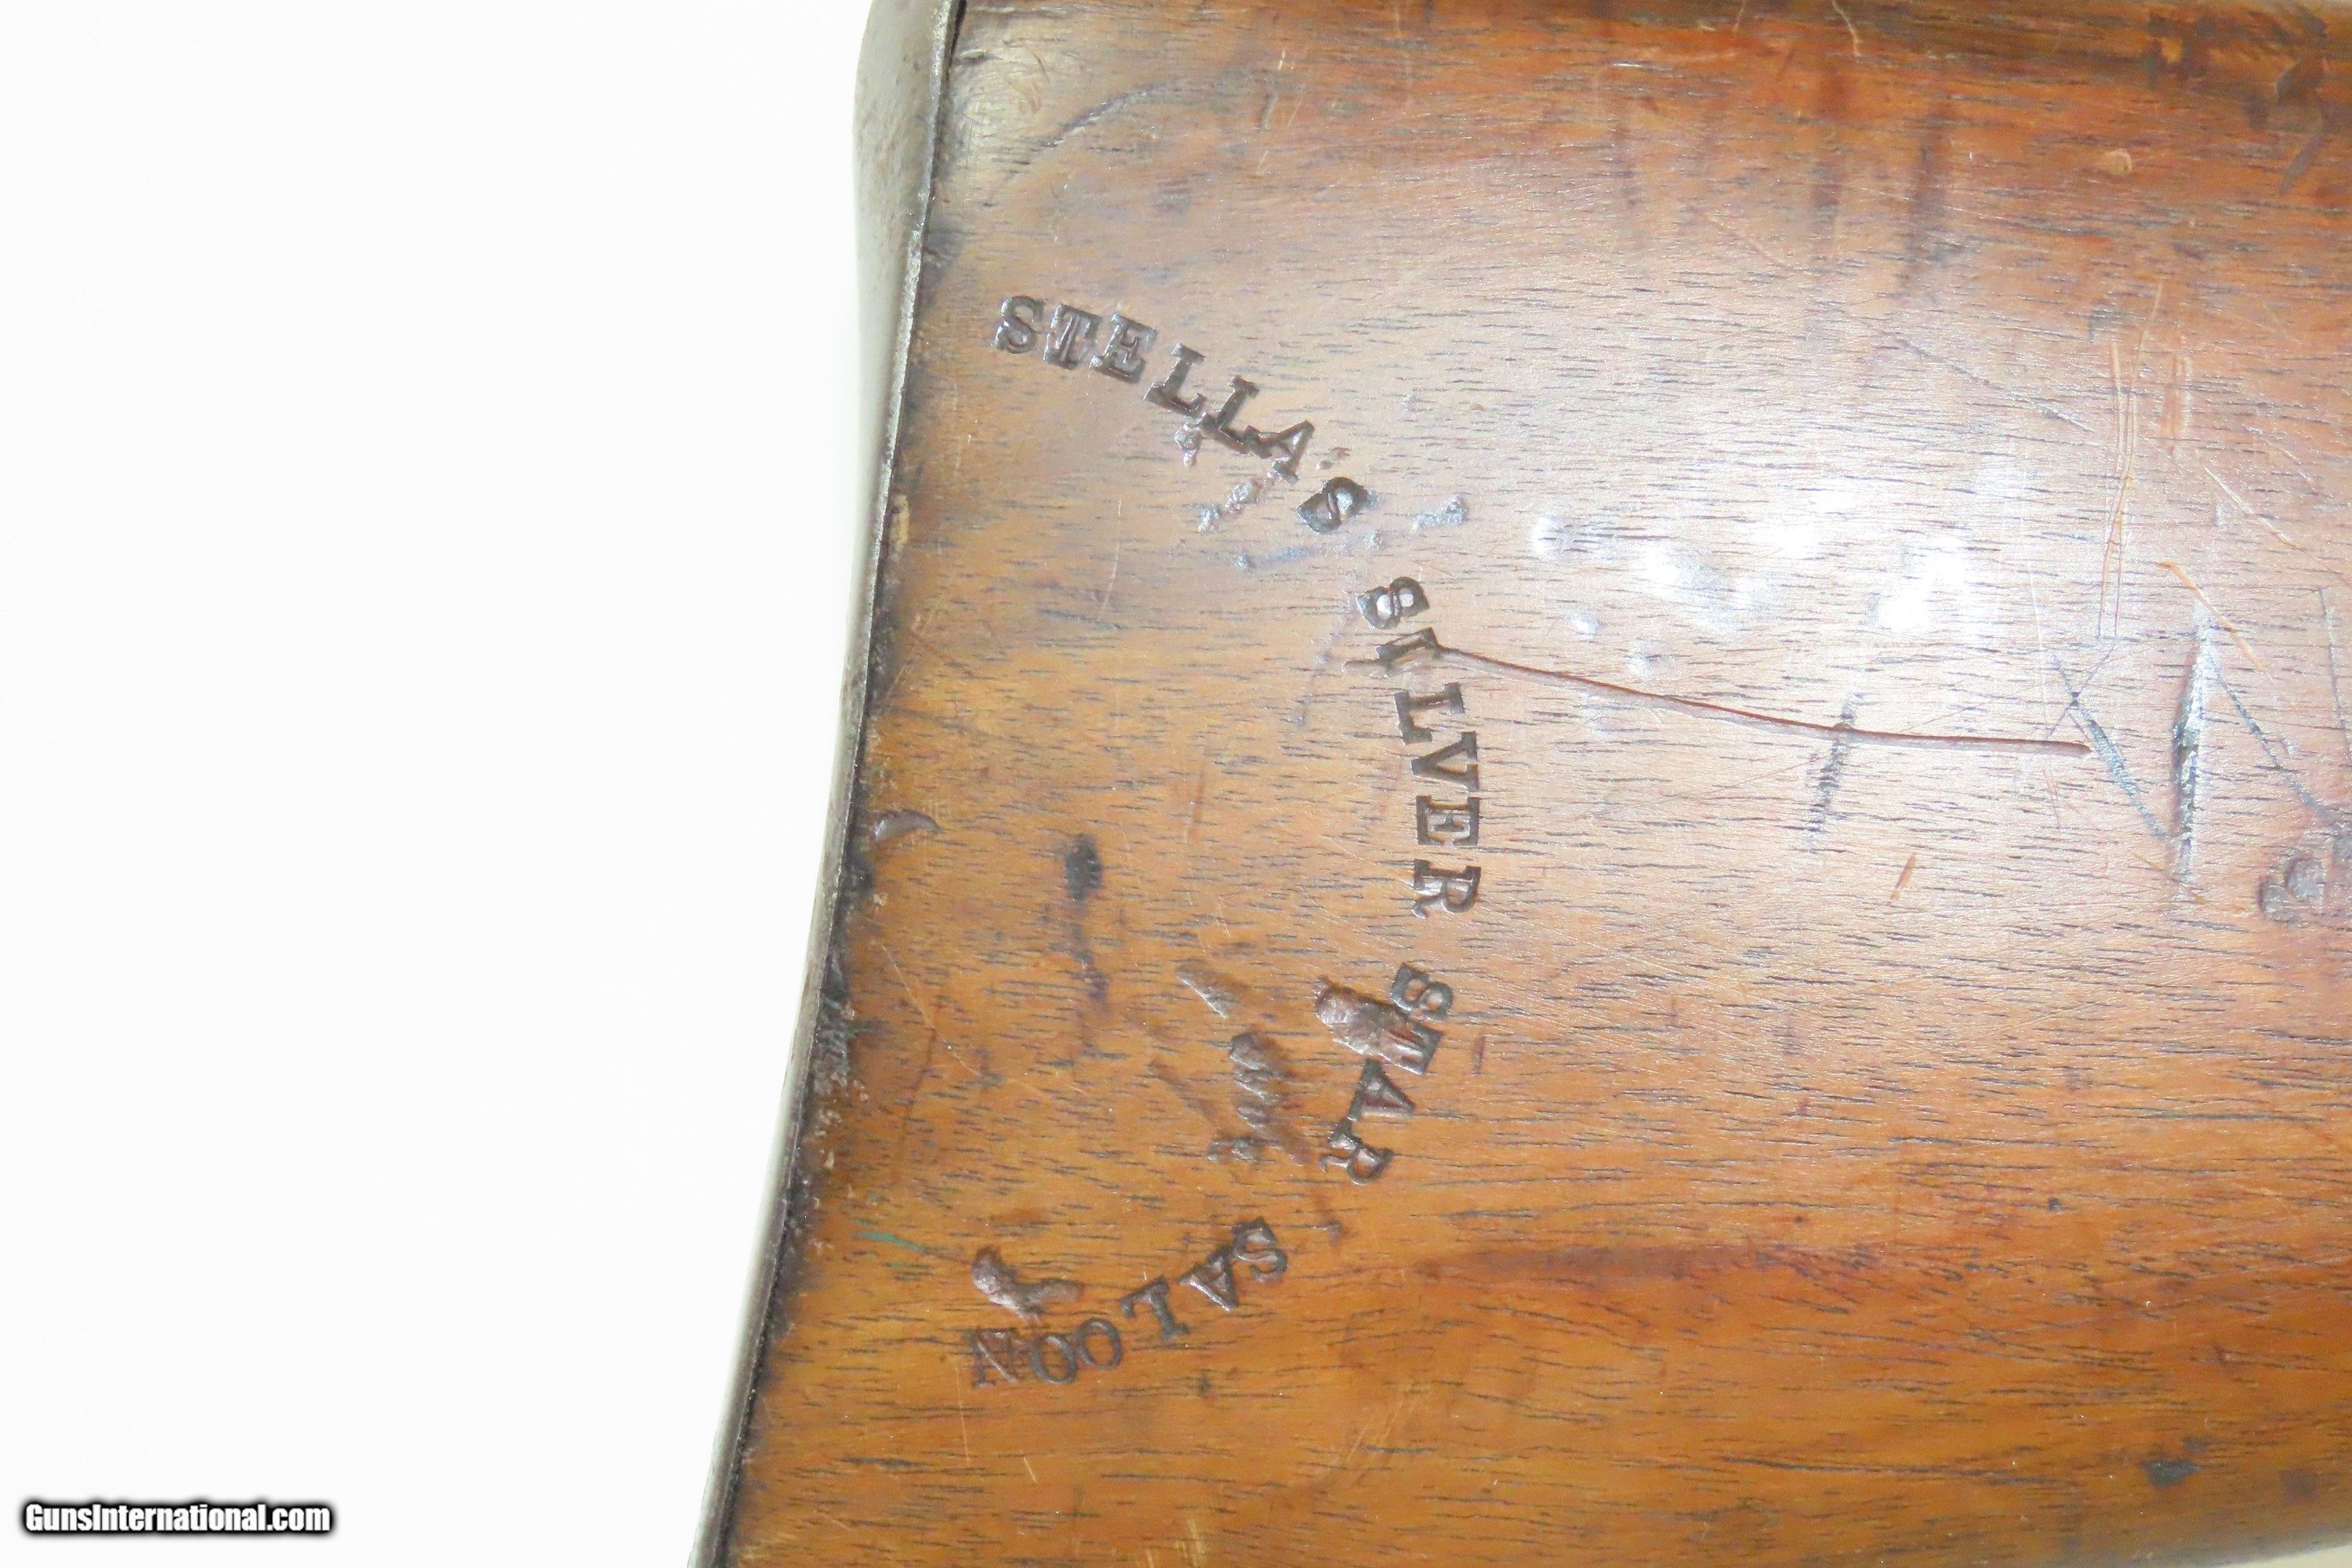 STELLA'S SILVER STAR SALOON
GunsInternational.com